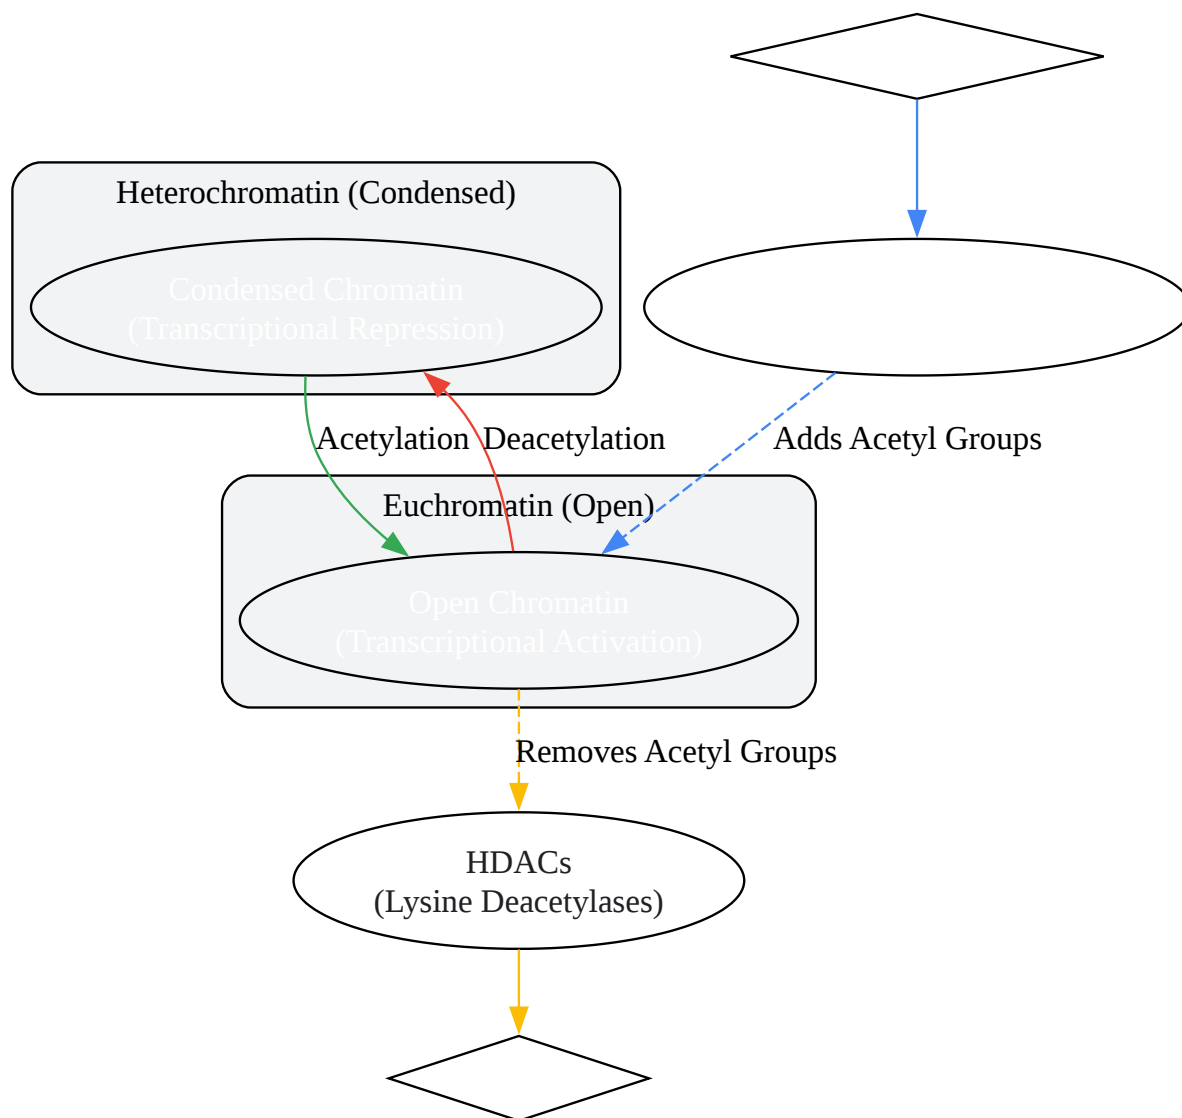 Heterochromatin (Condensed)
Condensed Chromatin
(Transcriptional Repression)
Acetylation
Deacetylation
Adds Acetyl Groups
Euchromatin (Open)
Open Chromatin
(Transcriptional Activation)
Removes Acetyl Groups
HDACs
(Lysine Deacetylases)